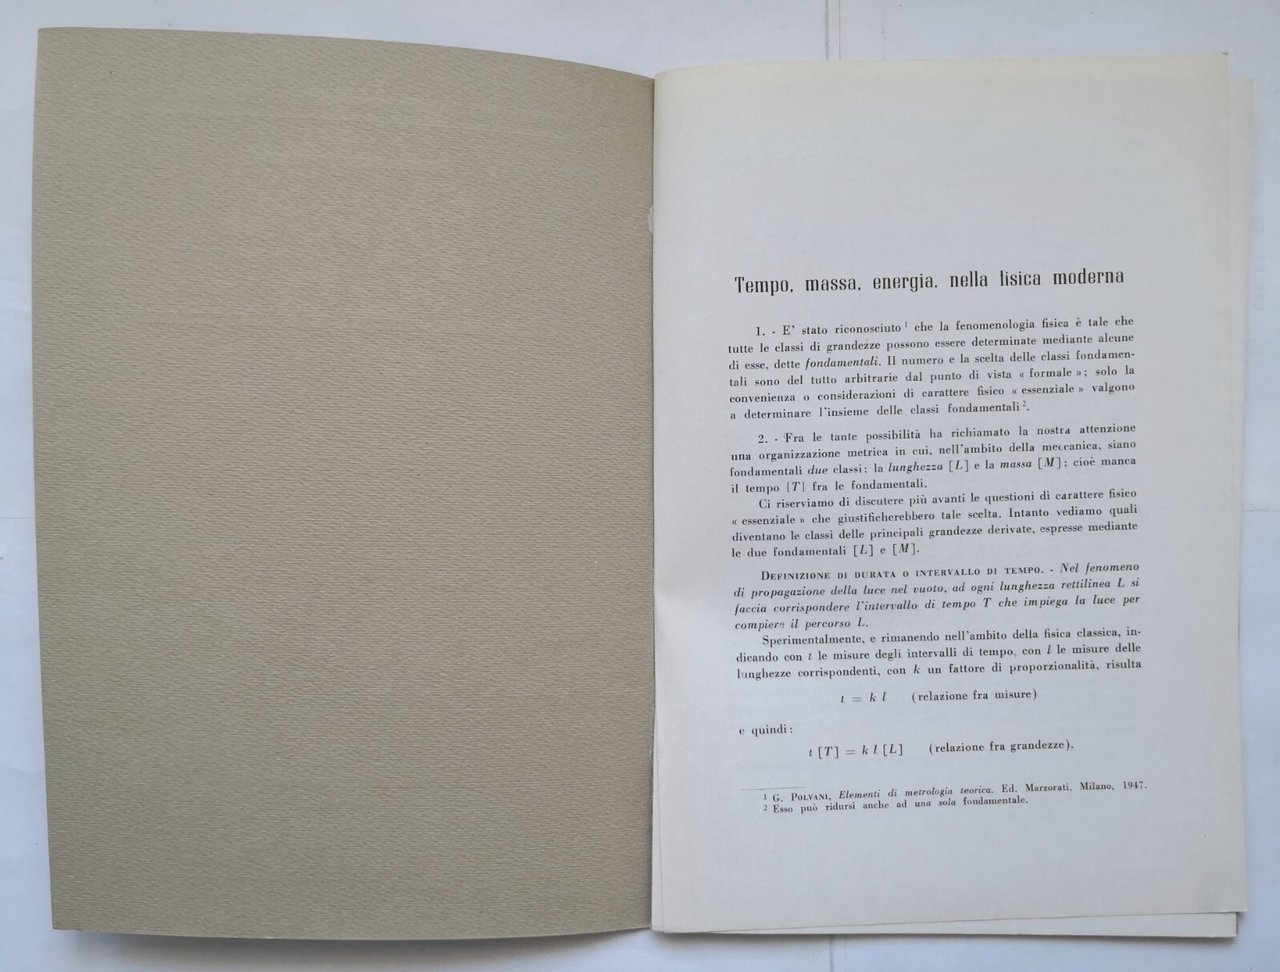 Tempo, massa, energia, nella fisica moderna
1. - E' stato riconosciuto 1 che la fenomenologia fisica è tale che
tutte le classi di grandezze possono essere determinate mediante alcune
di esse, dette fondamentali. Il numero e la scelta delle classi fondamen-
tali sono del tutto arbitrarie dal punto di vista « formale »; solo la
convenienza o considerazioni di carattere fisico « essenziale » valgono
a determinare l'insieme delle classi fondamentali 2.
2. - Fra le tante possibilità ha richiamato la nostra attenzione
una organizzazione metrica in cui, nell'ambito della meccanica, siano
fondamentali due classi: la lunghezza [L] e la massa [M]; cioè manca
il tempo [T] fra le fondamentali.
Ci riserviamo di discutere più avanti le questioni di carattere fisico
« essenziale » che giustificherebbero tale scelta. Intanto vediamo quali
diventano le classi delle principali grandezze derivate, espresse mediante
le due fondamentali [L] e [M].
DEFINIZIONE DI DURATA O INTERVALLO DI TEMPO. - Nel fenomeno
di propagazione della luce nel vuoto, ad ogni lunghezza rettilinea L si
faccia corrispondere l'intervallo di tempo T che impiega la luce per
compiere il percorso L.
Sperimentalmente, e rimanendo nell'ambito della fisica classica, in-
dicando con t le misure degli intervalli di tempo, con l le misure delle
lunghezze corrispondenti, con k un fattore di proporzionalità, risulta
t = k l (relazione fra misure)
e quindi:
t [T] = k l [L] (relazione fra grandezze).
1 G. POLVANI, Elementi di metrologia teorica. Ed. Marzorati, Milano, 1947.
2 Esso può ridursi anche ad una sola fondamentale.